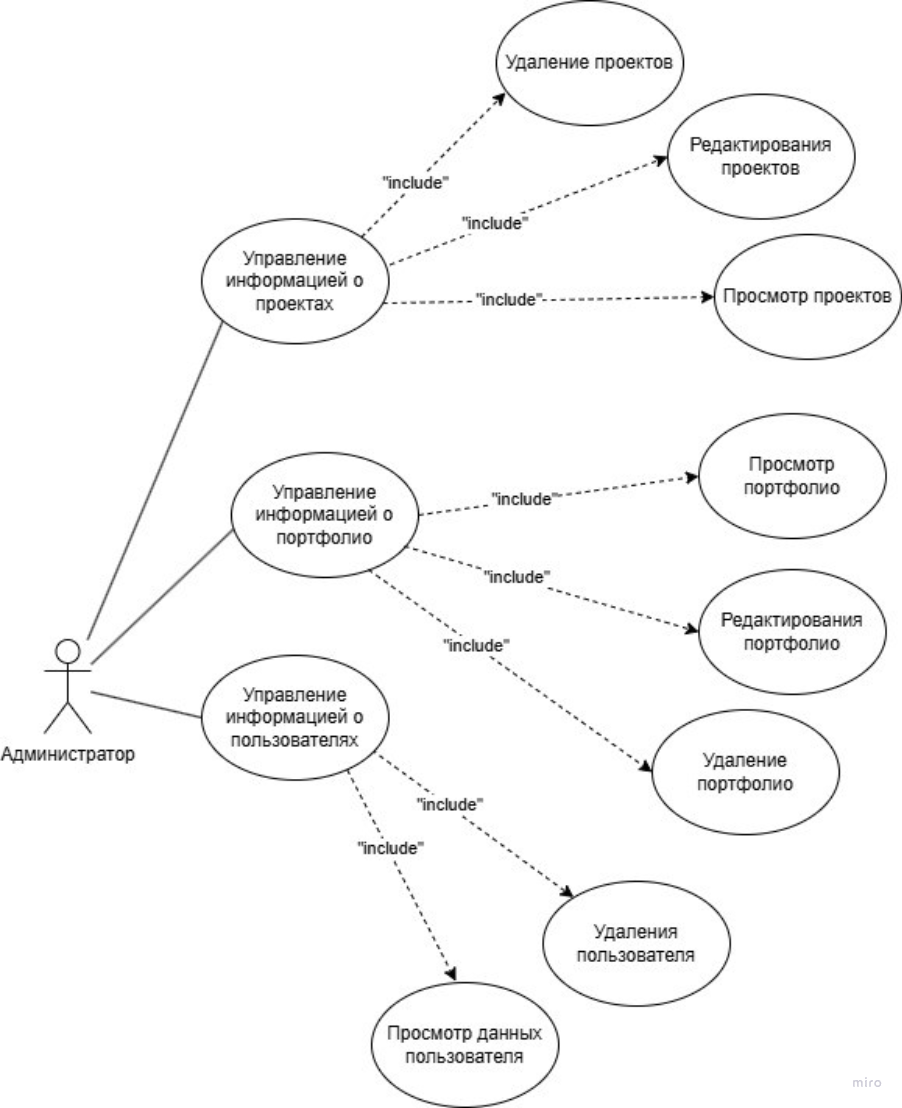 Удаление проектов
Редактирования
проектов
"include"
"include"
Управление
информацией о
проектах
"include"
Просмотр проектов
Просмотр
портфолио
Управление
информацией о
портфолио
"include"
"include"
Редактирования
портфолио
"include"
Управление
информацией о
пользователях
Администратор
Удаление
портфолио
"include"
"include"
Удаления
пользователя
Просмотр данных
пользователя
miro